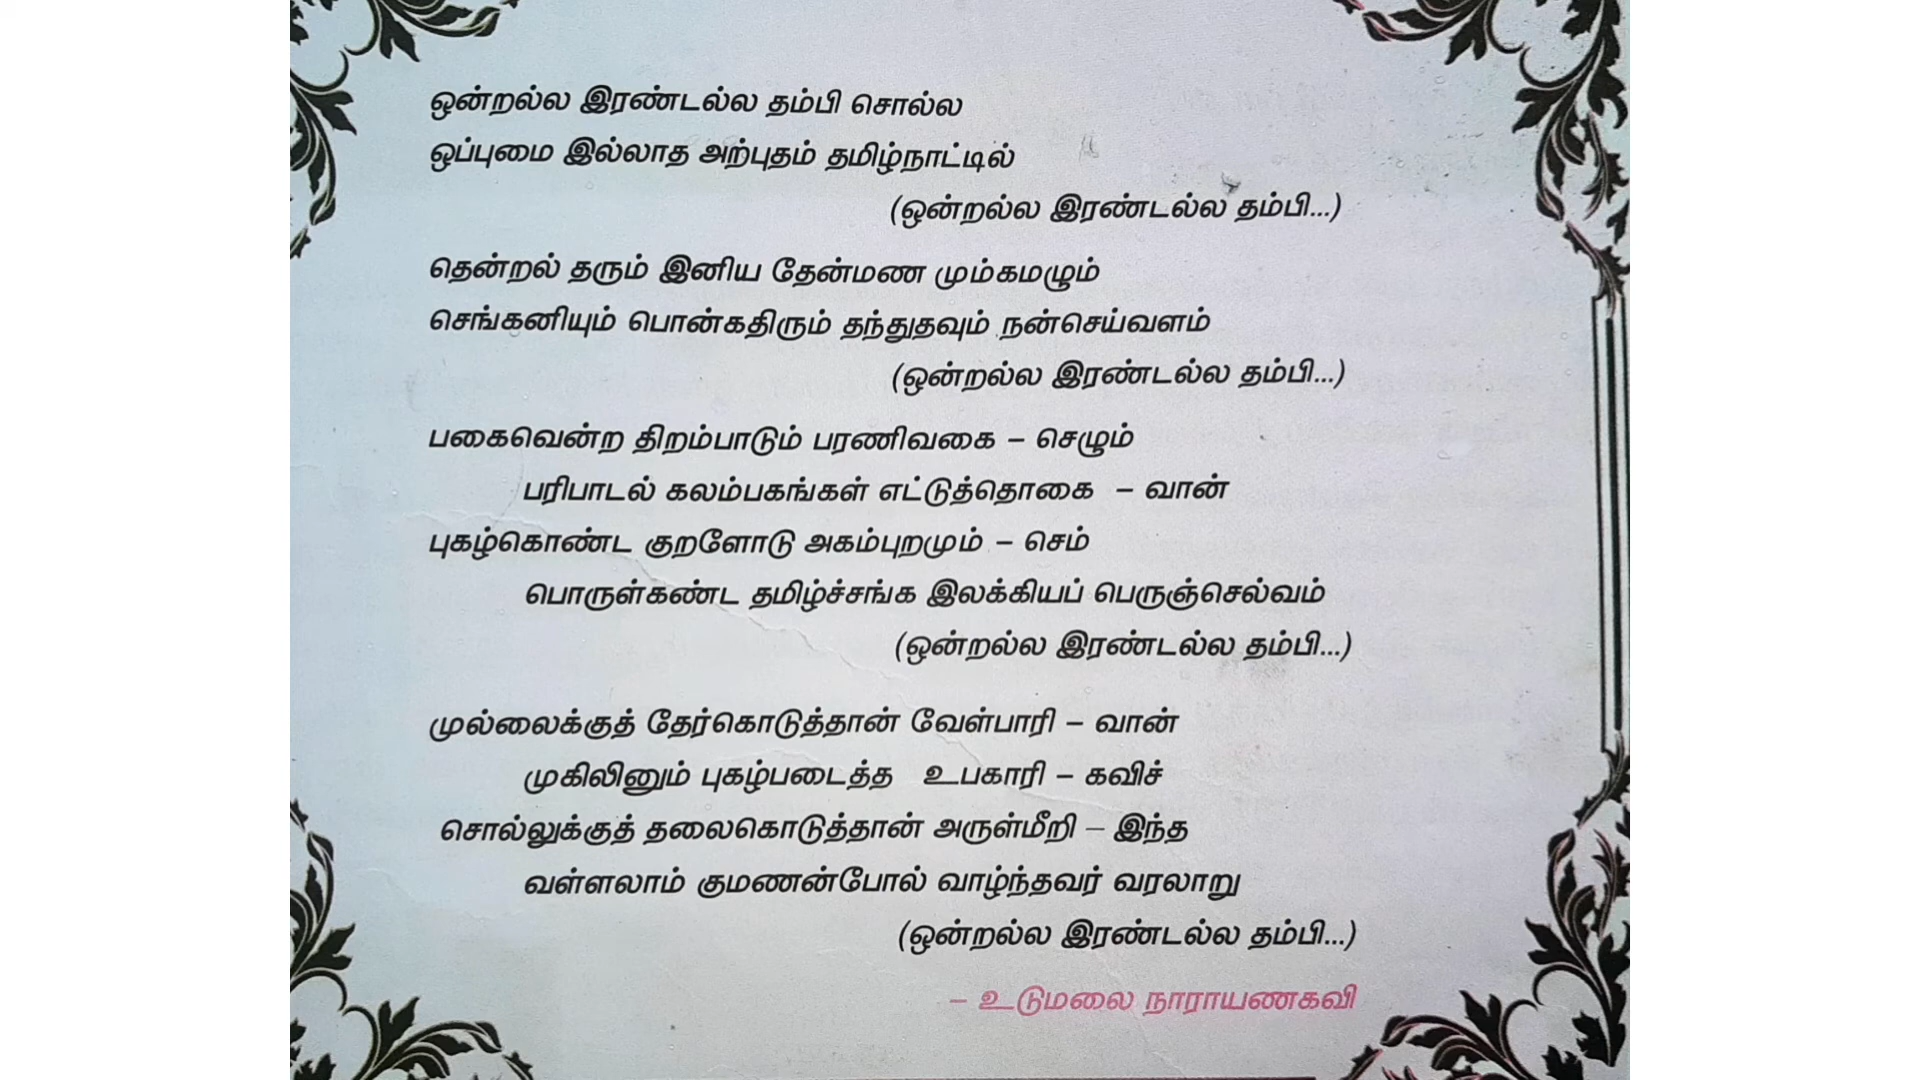 ஒன்றல்ல இரண்டல்ல தம்பி சொல்ல
ஒப்புமை இல்லாத அற்புதம் தமிழ்நாட்டில்
(ஒன்றல்ல இரண்டல்ல தம்பி...)
தென்றல் தரும் இனிய தேன்மண மும்கமழும்
செங்கனியும் பொன்கதிரும் தந்துதவும் நன்செய்வளம்
(ஒன்றல்ல இரண்டல்ல தம்பி...)
பகைவென்ற திறம்பாடும் பரணிவகை – செழும்
பரிபாடல் கலம்பகங்கள் எட்டுத்தொகை – வான்
புகழ்கொண்ட குறளோடு அகம்புறமும் – செம்
பொருள்கண்ட தமிழ்ச்சங்க இலக்கியப் பெருஞ்செல்வம்
(ஒன்றல்ல இரண்டல்ல தம்பி...)
முல்லைக்குத் தேர்கொடுத்தான் வேள்பாரி – வான்
முகிலினும் புகழ்படைத்த உபகாரி – கவிச்
சொல்லுக்குத் தலைகொடுத்தான் அருள்மீறி – இந்த
வள்ளலாம் குமணன்போல் வாழ்ந்தவர் வரலாறு
(ஒன்றல்ல இரண்டல்ல தம்பி...)
– உடுமலை நாராயணகவி